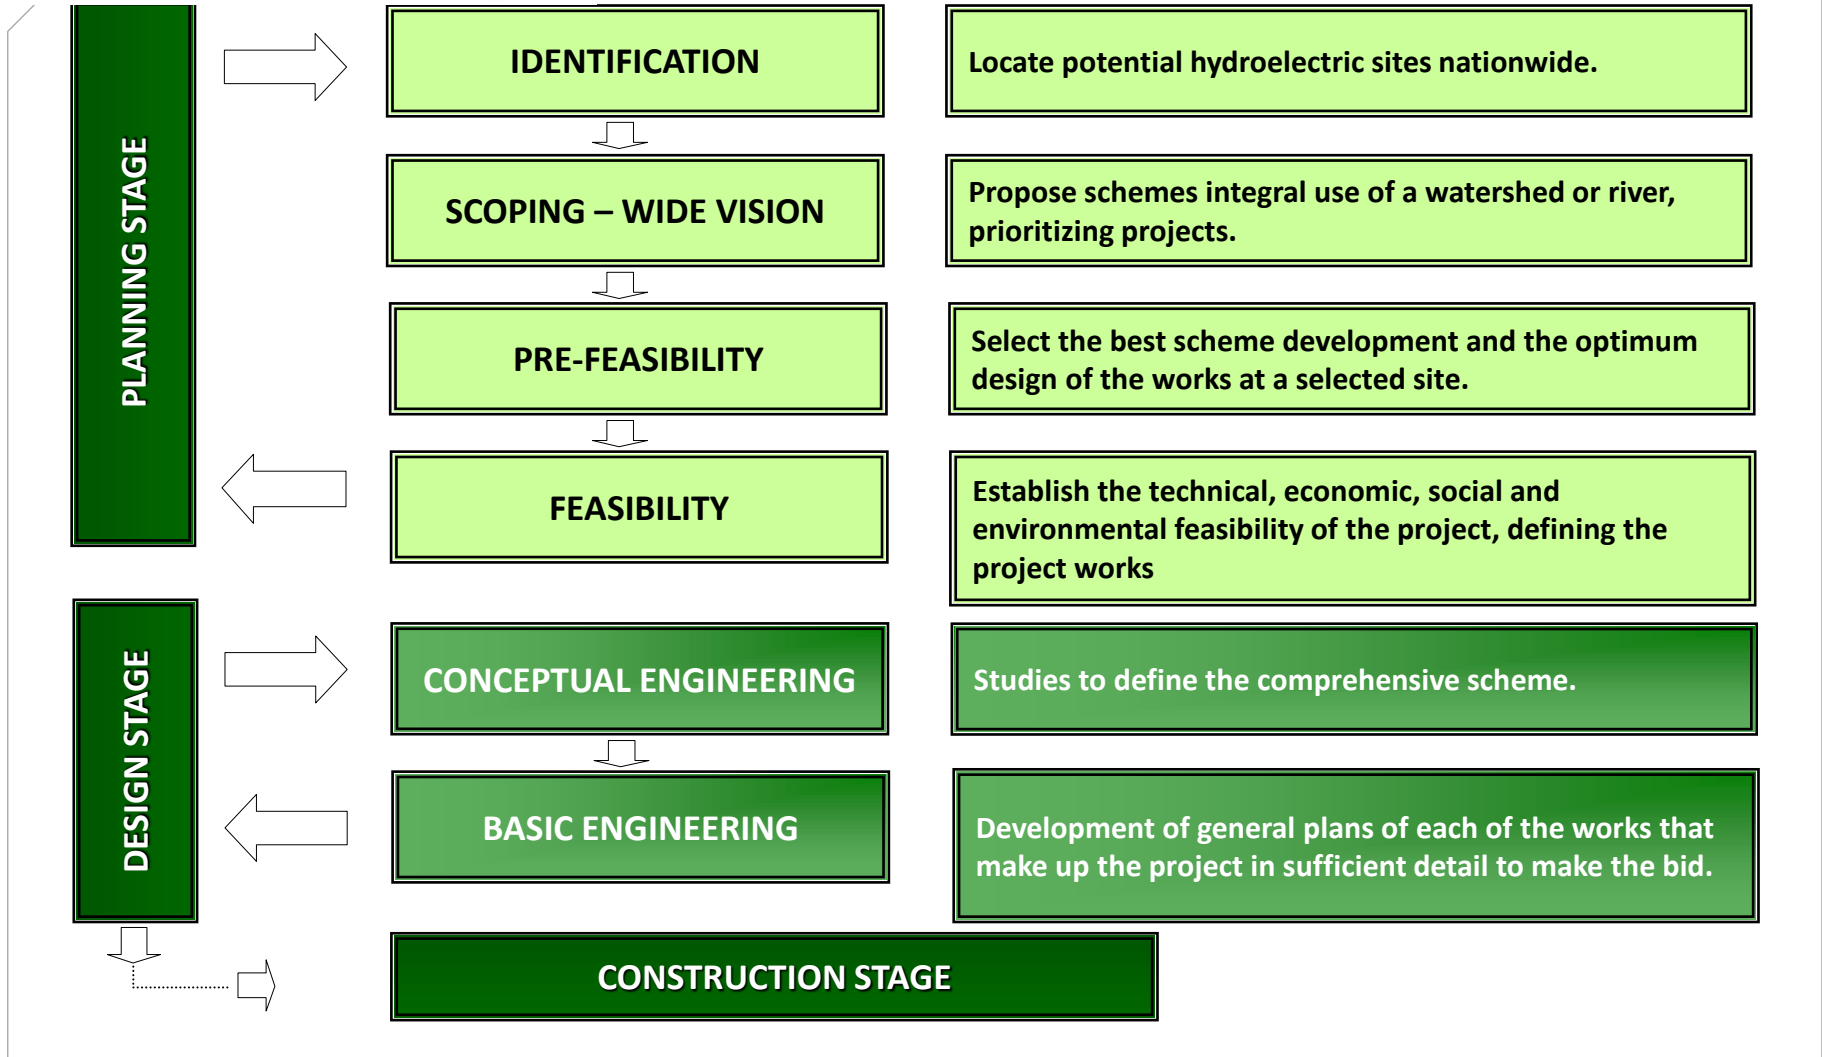 PLANNING STAGE
IDENTIFICATION
Locate potential hydroelectric sites nationwide.
SCOPING – WIDE VISION
Propose schemes integral use of a watershed or river,
prioritizing projects.
PRE-FEASIBILITY
Select the best scheme development and the optimum
design of the works at a selected site.
FEASIBILITY
Establish the technical, economic, social and
environmental feasibility of the project, defining the
project works
DESIGN STAGE
CONCEPTUAL ENGINEERING
Studies to define the comprehensive scheme.
BASIC ENGINEERING
Development of general plans of each of the works that
make up the project in sufficient detail to make the bid.
CONSTRUCTION STAGE